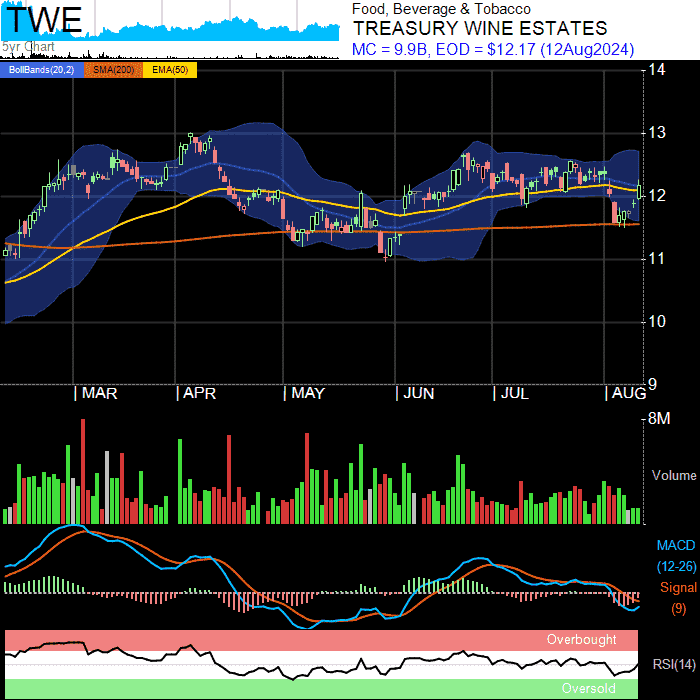 TWE
5yr Chart
Food, Beverage & Tobacco
TREASURY WINE ESTATES
MC = 9.9B, EOD = $12.17 (12Aug2024)
BollBands(20,2) SMA(200) EMA(50)
14
13
12
11
10
9
| MAR | APR | MAY | JUN | JUL | AUG
8M
Volume
MACD
(12-26)
Signal
(9)
Overbought
RSI(14)
Oversold